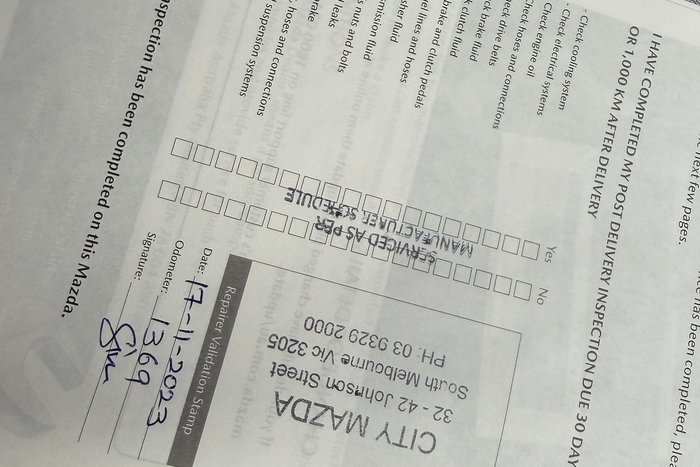 next few pages.
has been completed, plea
I HAVE COMPLETED MY POST DELIVERY INSPECTION DUE 30 DAY
OR 1,000 KM AFTER DELIVERY
Yes
No
- Check cooling system
- Check electrical systems
Check engine oil
Check hoses and connections
eck drive belts
ck brake fluid
k clutch fluid
brake and clutch pedals
vel lines and hoses
sher fluid
mission fluid
s nuts and bolts
leaks
rake
hoses and connections
suspension systems
SERVICED AS PER
MANUFACTURER SCHEDULE
CITY MAZDA
32 - 42 Johnson Street
South Melbourne Vic 3205
PH: 03 9329 2000
Repairer Validation Stamp
Date: 17-11-2023
Odometer: 1369
Signature:
spection has been completed on this Mazda.